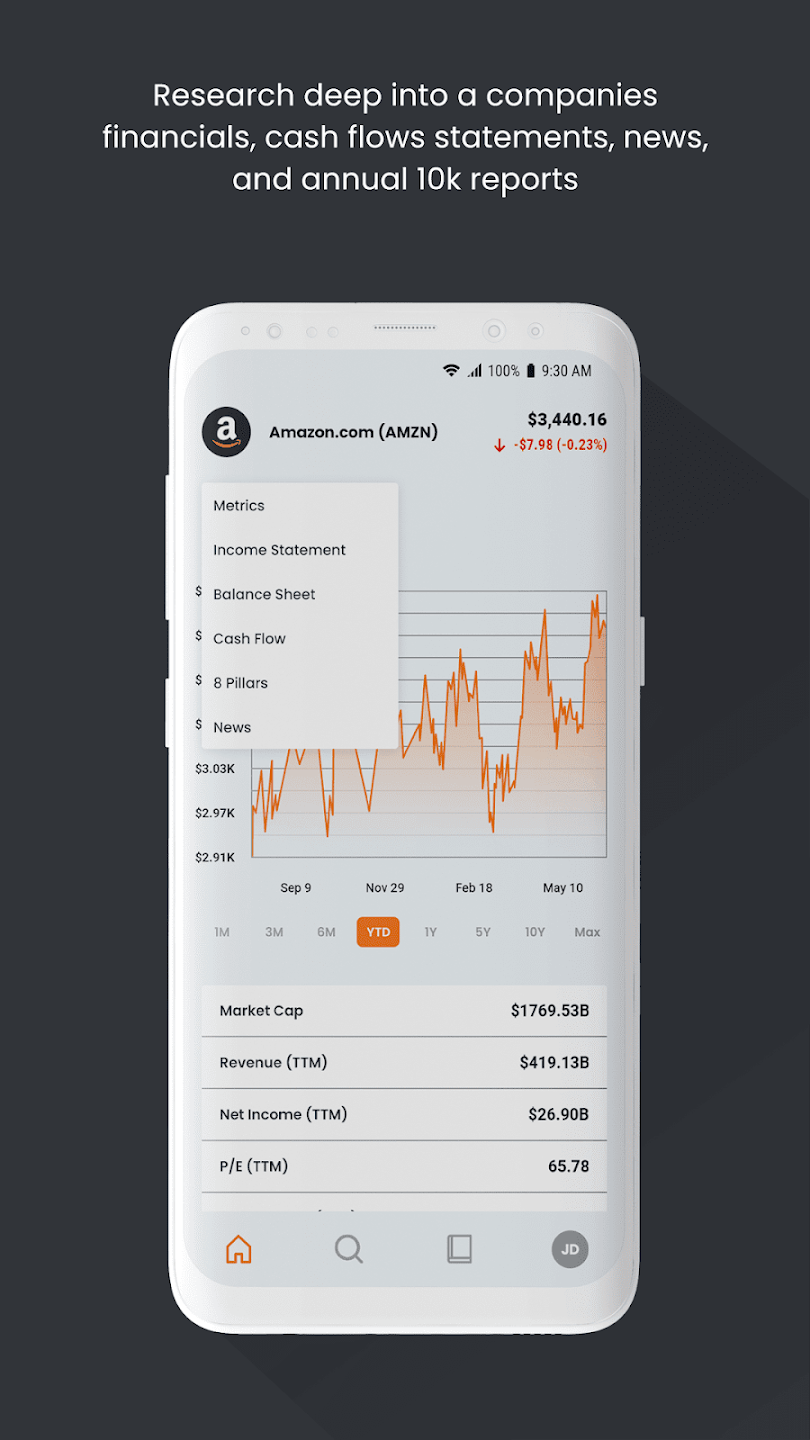 Research deep into a companies
financials, cash flows statements, news,
and annual 10k reports
100% 9:30 AM
a
Amazon.com (AMZN)
$3,440.16
-$7.98 (-0.23%)
Metrics
Income Statement
$
Balance Sheet
$
Cash Flow
$
8 Pillars
$
News
$3.03K
$2.97K
$2.91K
Sep 9 Nov 29 Feb 18 May 10
1M 3M 6M YTD 1Y 5Y 10Y Max
Market Cap $1769.53B
Revenue (TTM) $419.13B
Net Income (TTM) $26.90B
P/E (TTM) 65.78
JD